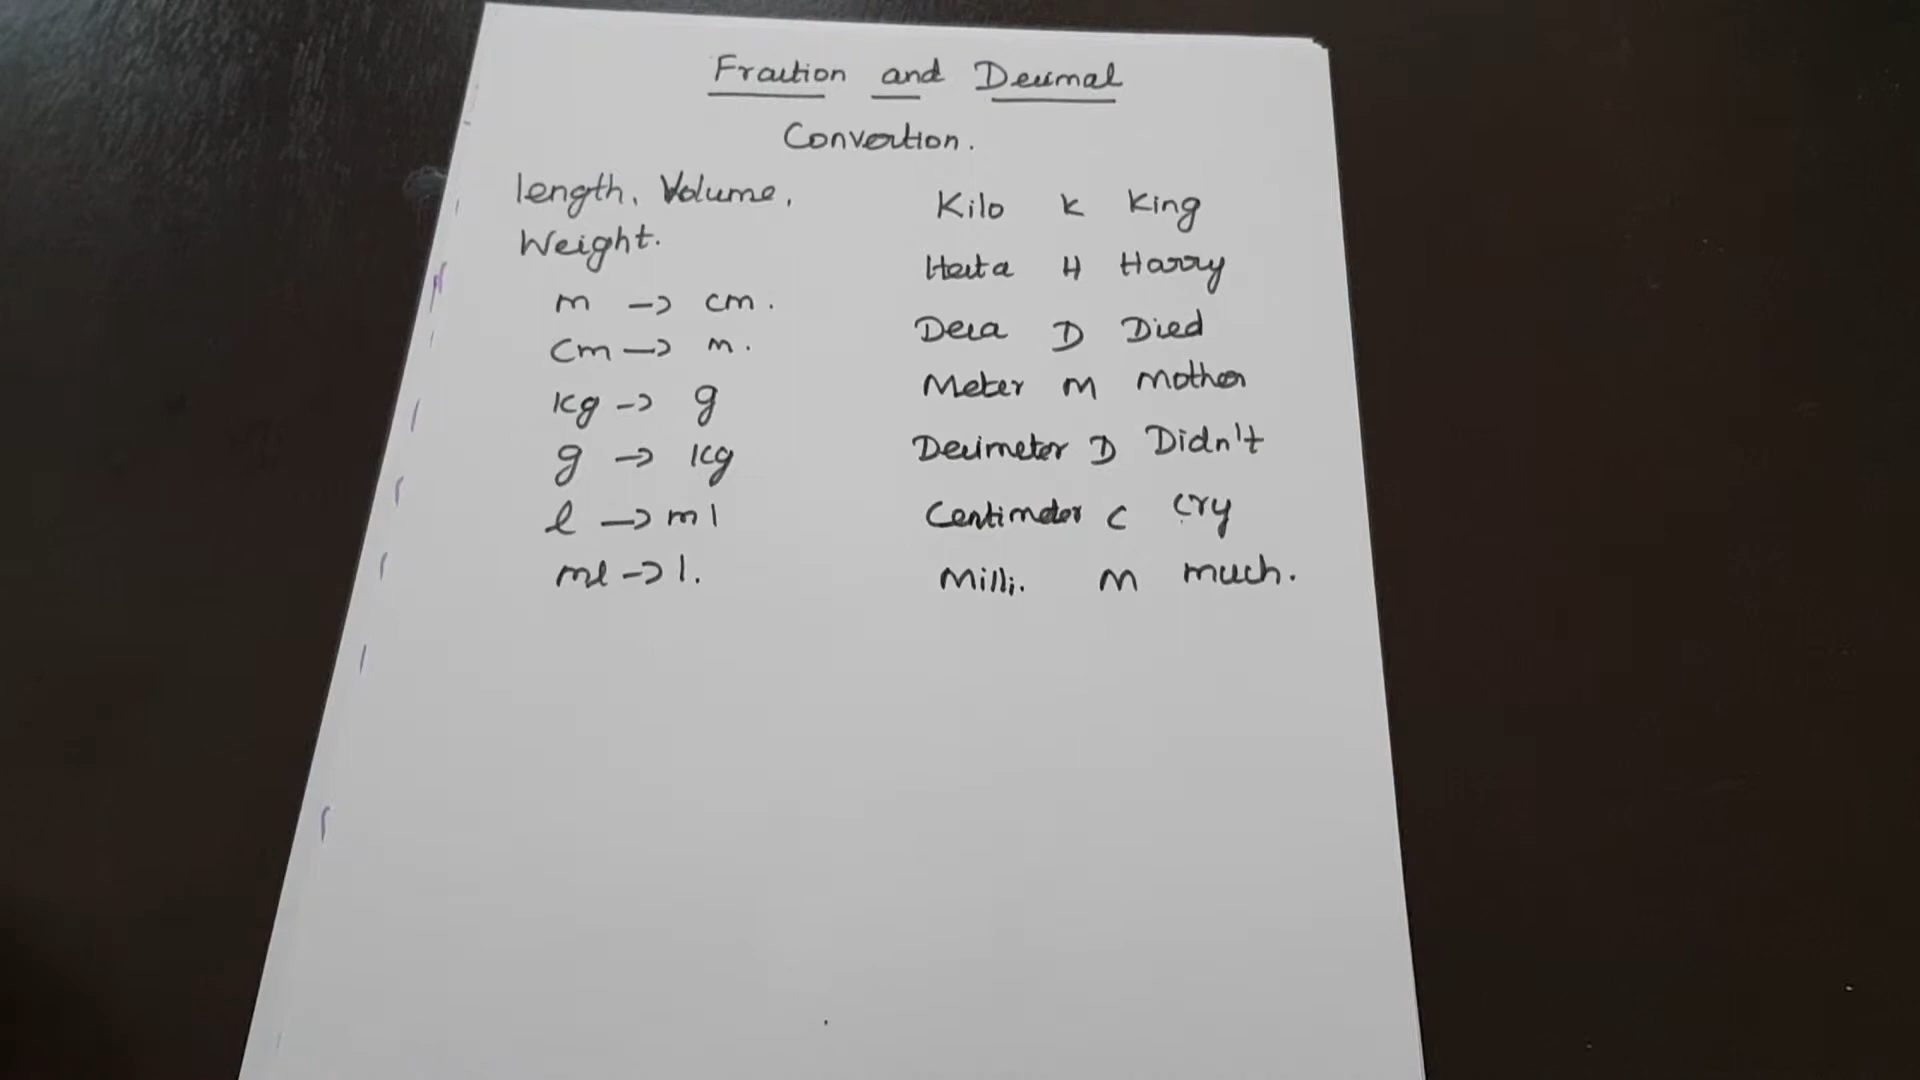 Fraction and Decimal
Convertion.
length, Volume,
Weight.
m -> cm.
cm -> m.
kg -> g
g -> kg
l -> ml
ml -> l.
Kilo K King
Hecta H Harry
Deca D Died
Meter M Mother
Decimeter D Didn't
Centimeter C Cry
Milli. M much.